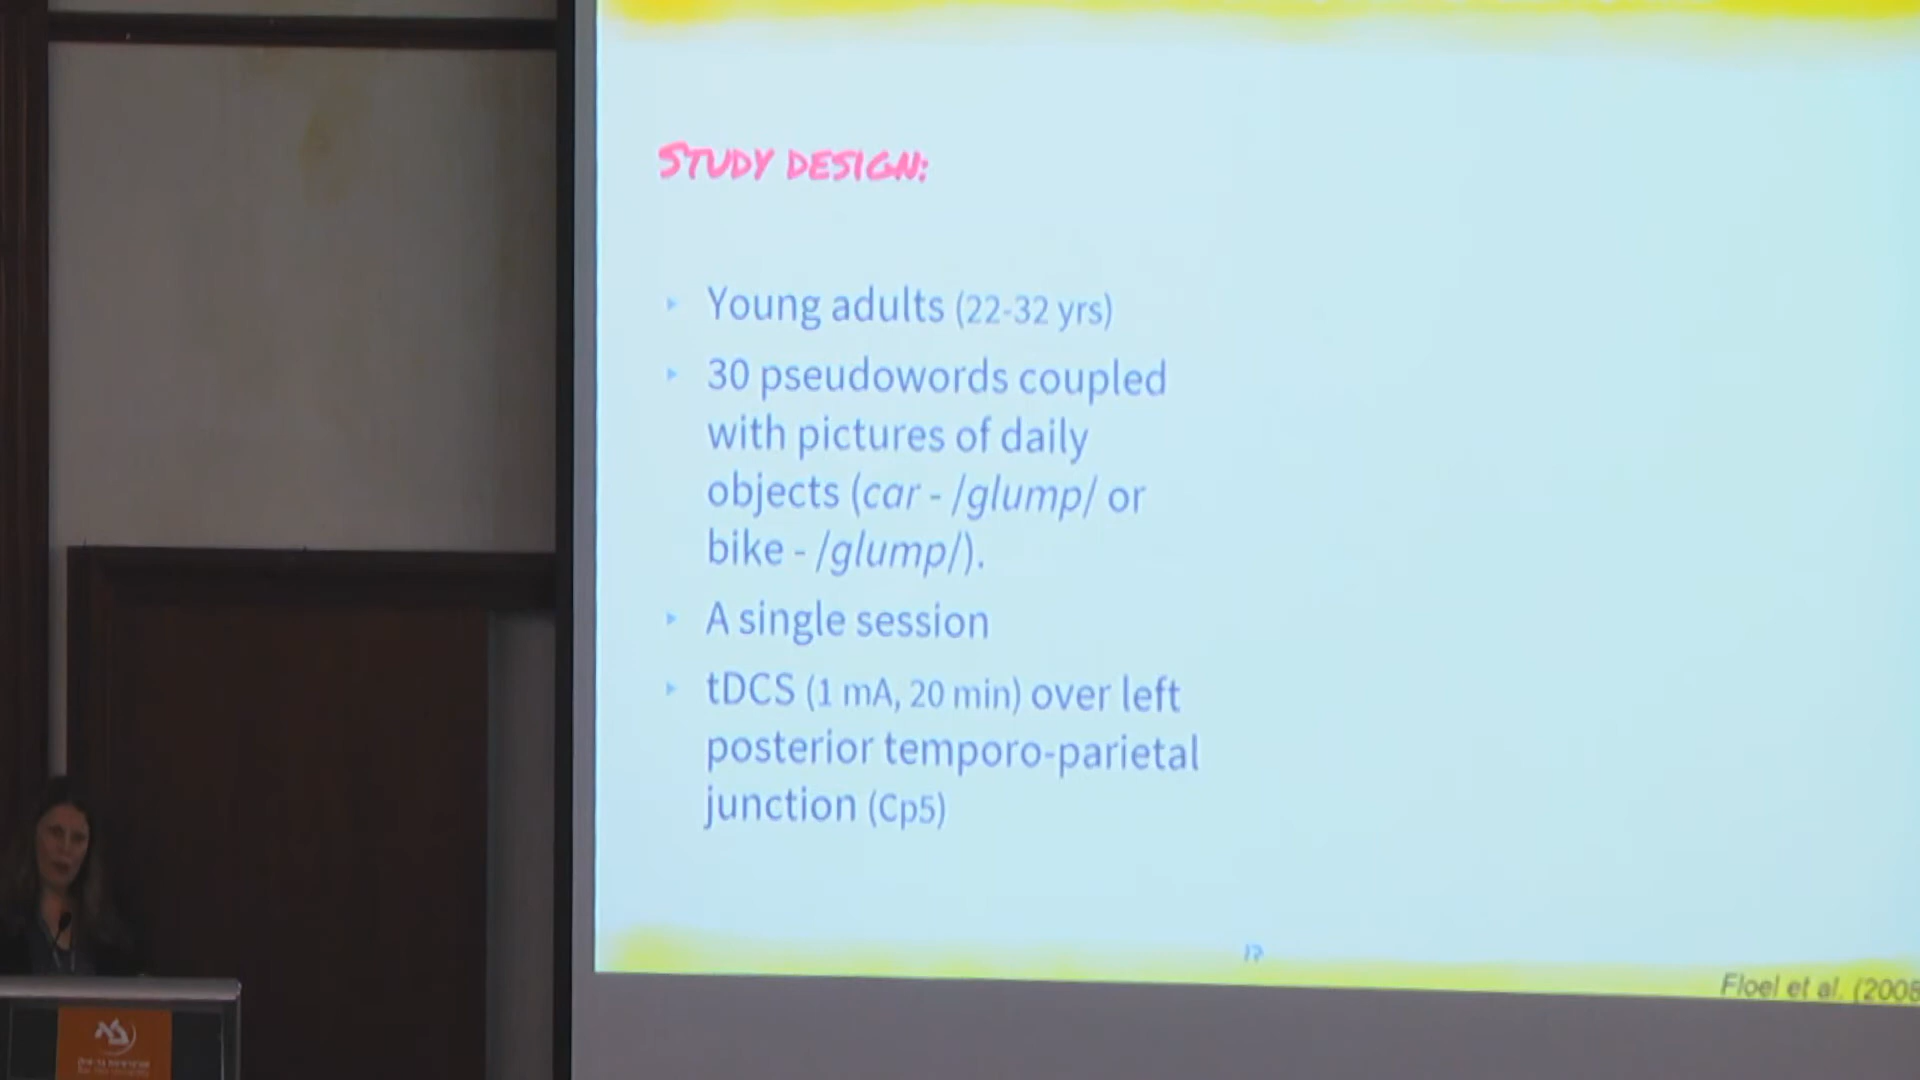 STUDY DESIGN:
Young adults (22-32 yrs)
30 pseudowords coupled
with pictures of daily
objects (car - /glump/ or
bike - /glump/).
A single session
tDCS (1 mA, 20 min) over left
posterior temporo-parietal
junction (Cp5)
Floel et al. (2008